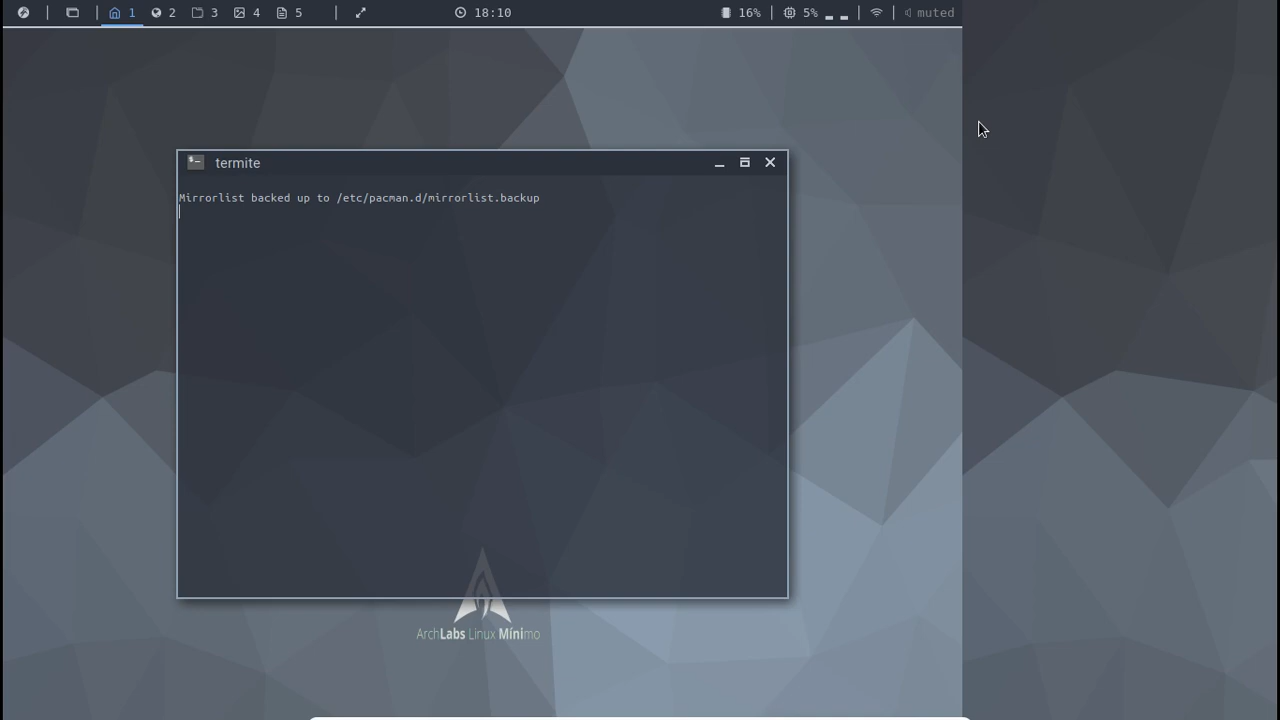 1 2 3 4 5 18:10 16% 5% muted
$- termite
Mirrorlist backed up to /etc/pacman.d/mirrorlist.backup
ArchLabs Linux Mínimo